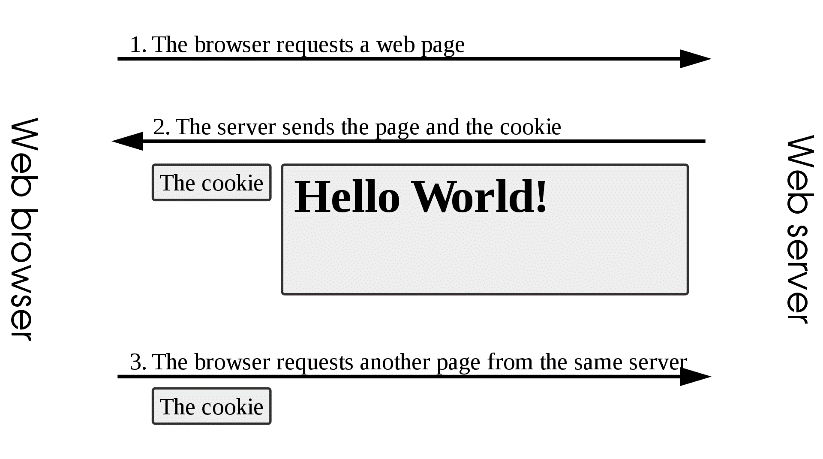 1. The browser requests a web page
2. The server sends the page and the cookie
The cookie
Hello World!
Web browser
Web server
3. The browser requests another page from the same server
The cookie